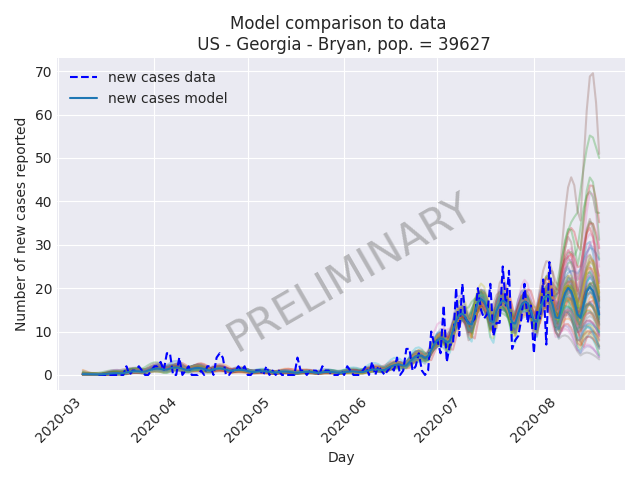 Model comparison to data
US - Georgia - Bryan, pop. = 39627
new cases data
new cases model
PRELIMINARY
Number of new cases reported
70
60
50
40
30
20
10
0
2020-03
2020-04
2020-05
2020-06
2020-07
2020-08
Day